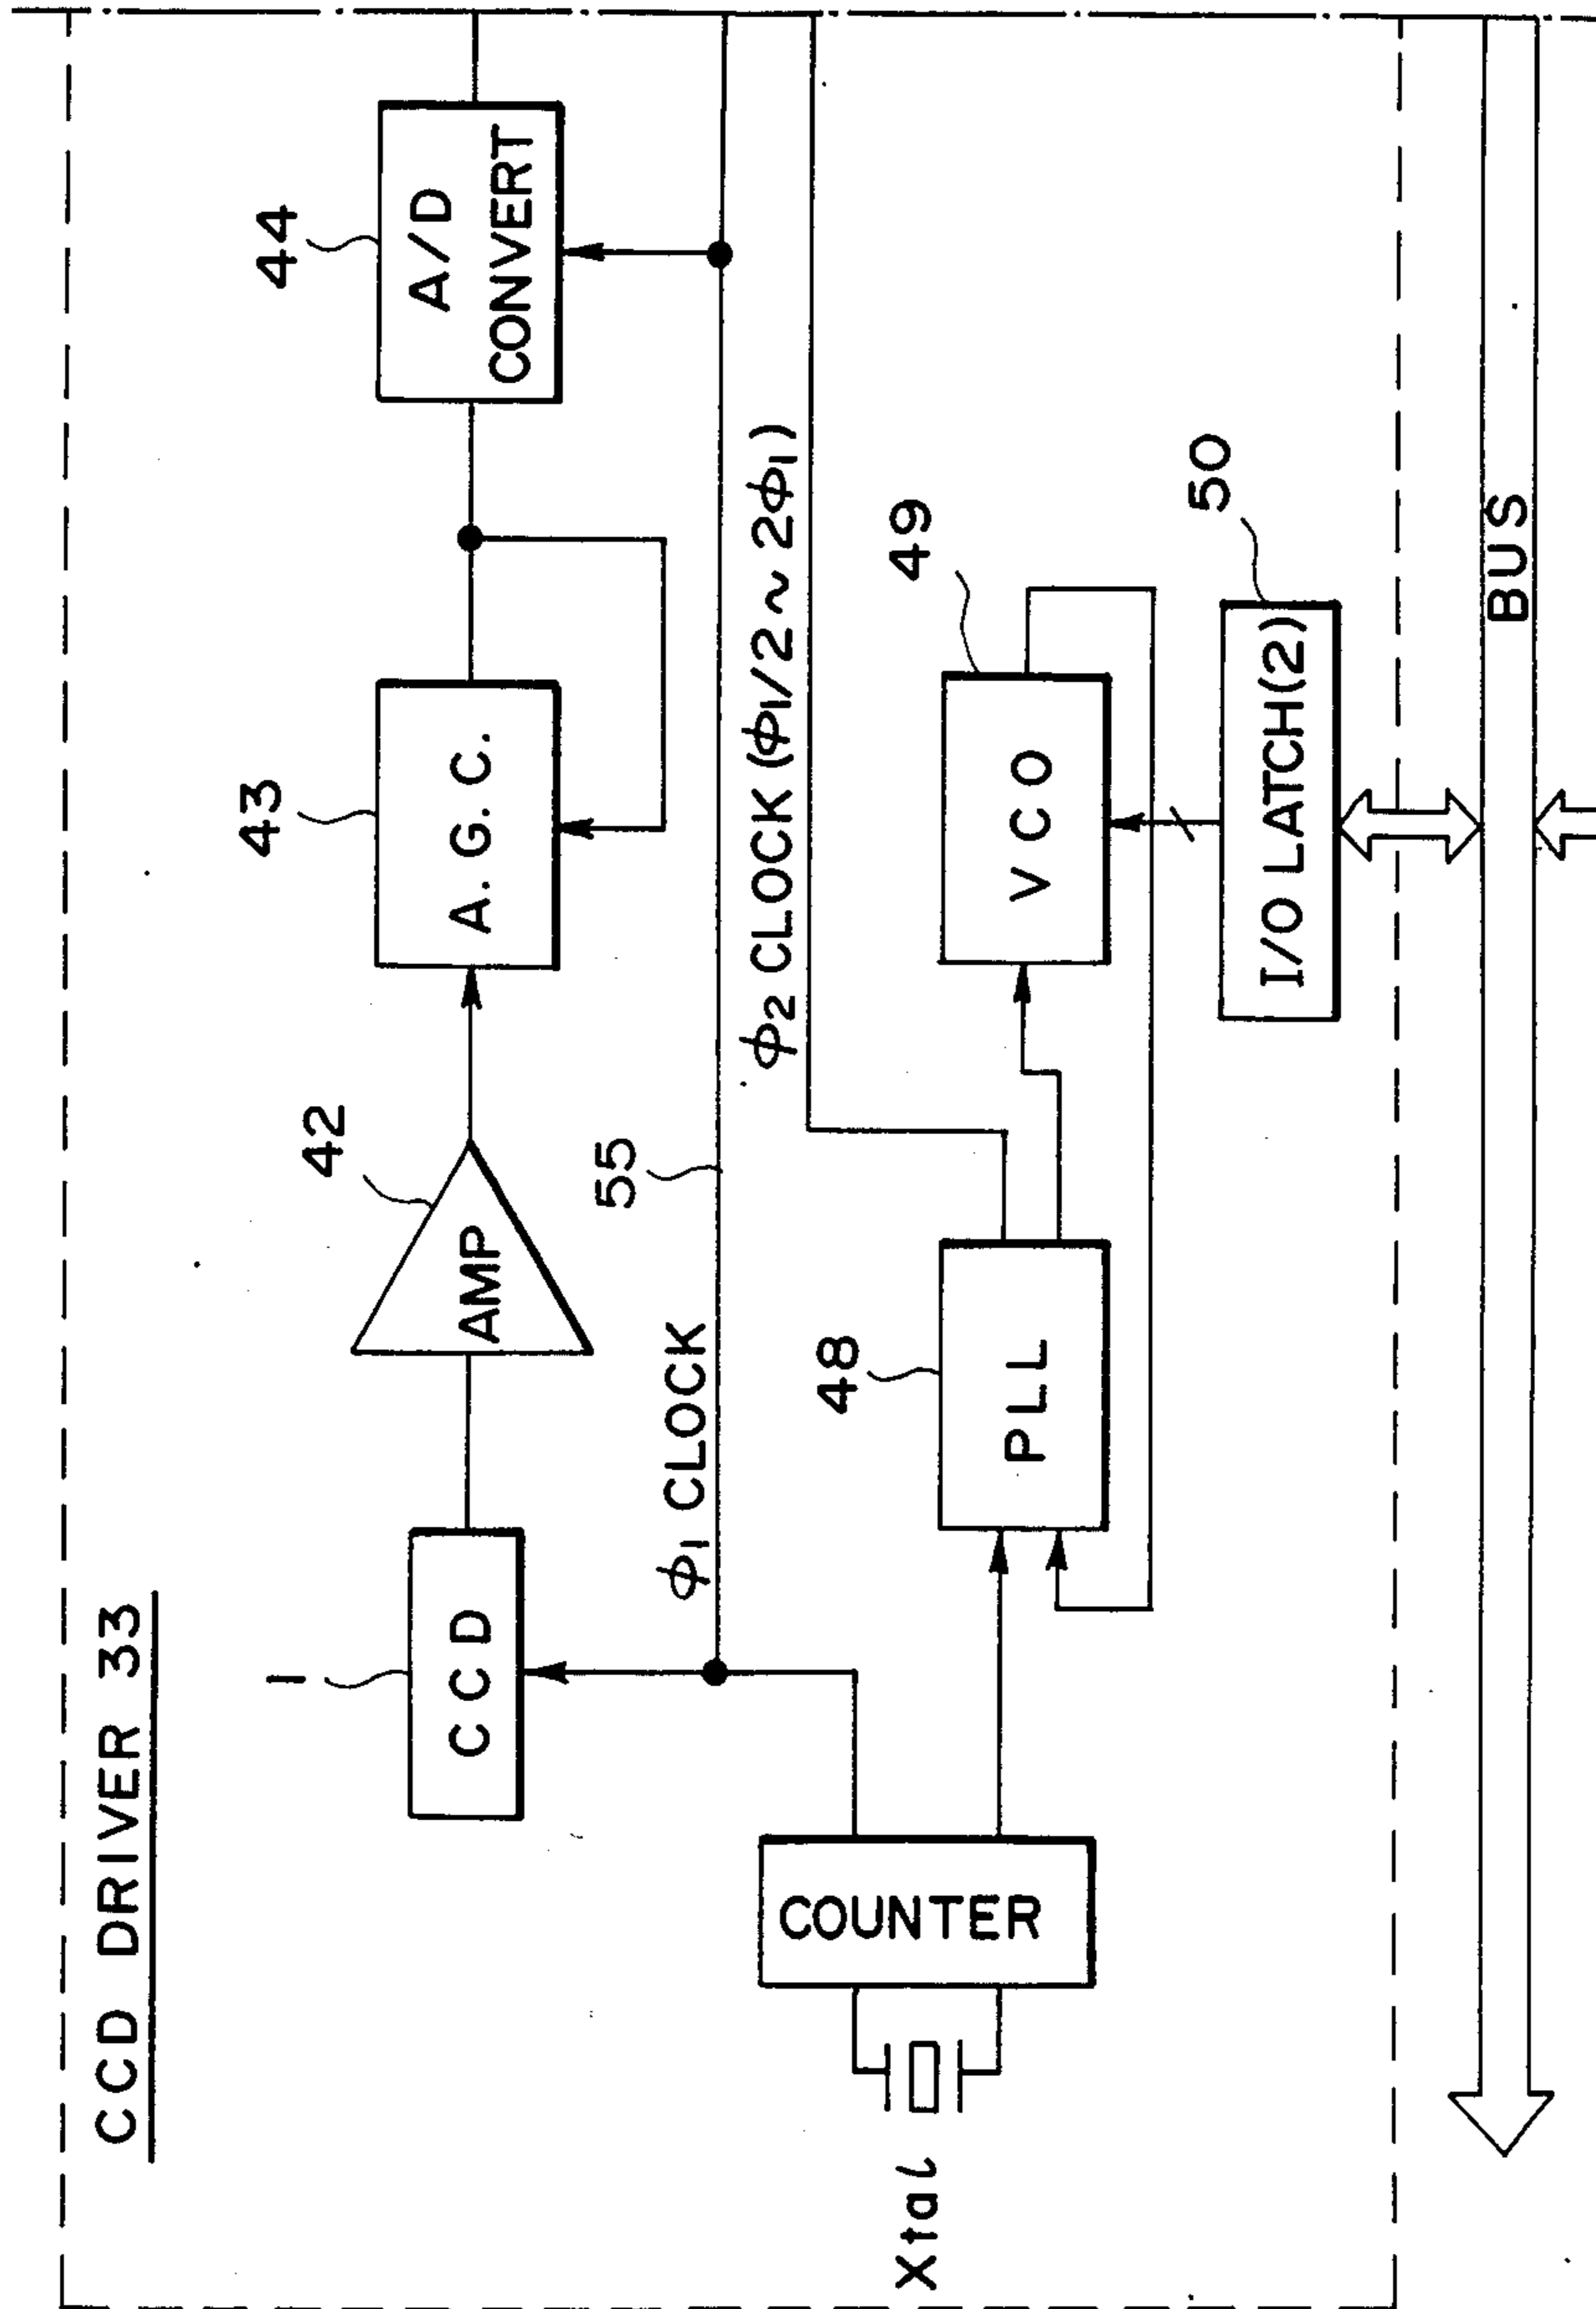 CCD DRIVER 33
1
CCD
42
AMP
43
A. G. C.
44
A/D
CONVERT
ϕ1 CLOCK
55
ϕ2 CLOCK (ϕ1/2 ~ 2ϕ1)
Xtal
COUNTER
48
PLL
49
VCO
50
I/O LATCH(2)
BUS